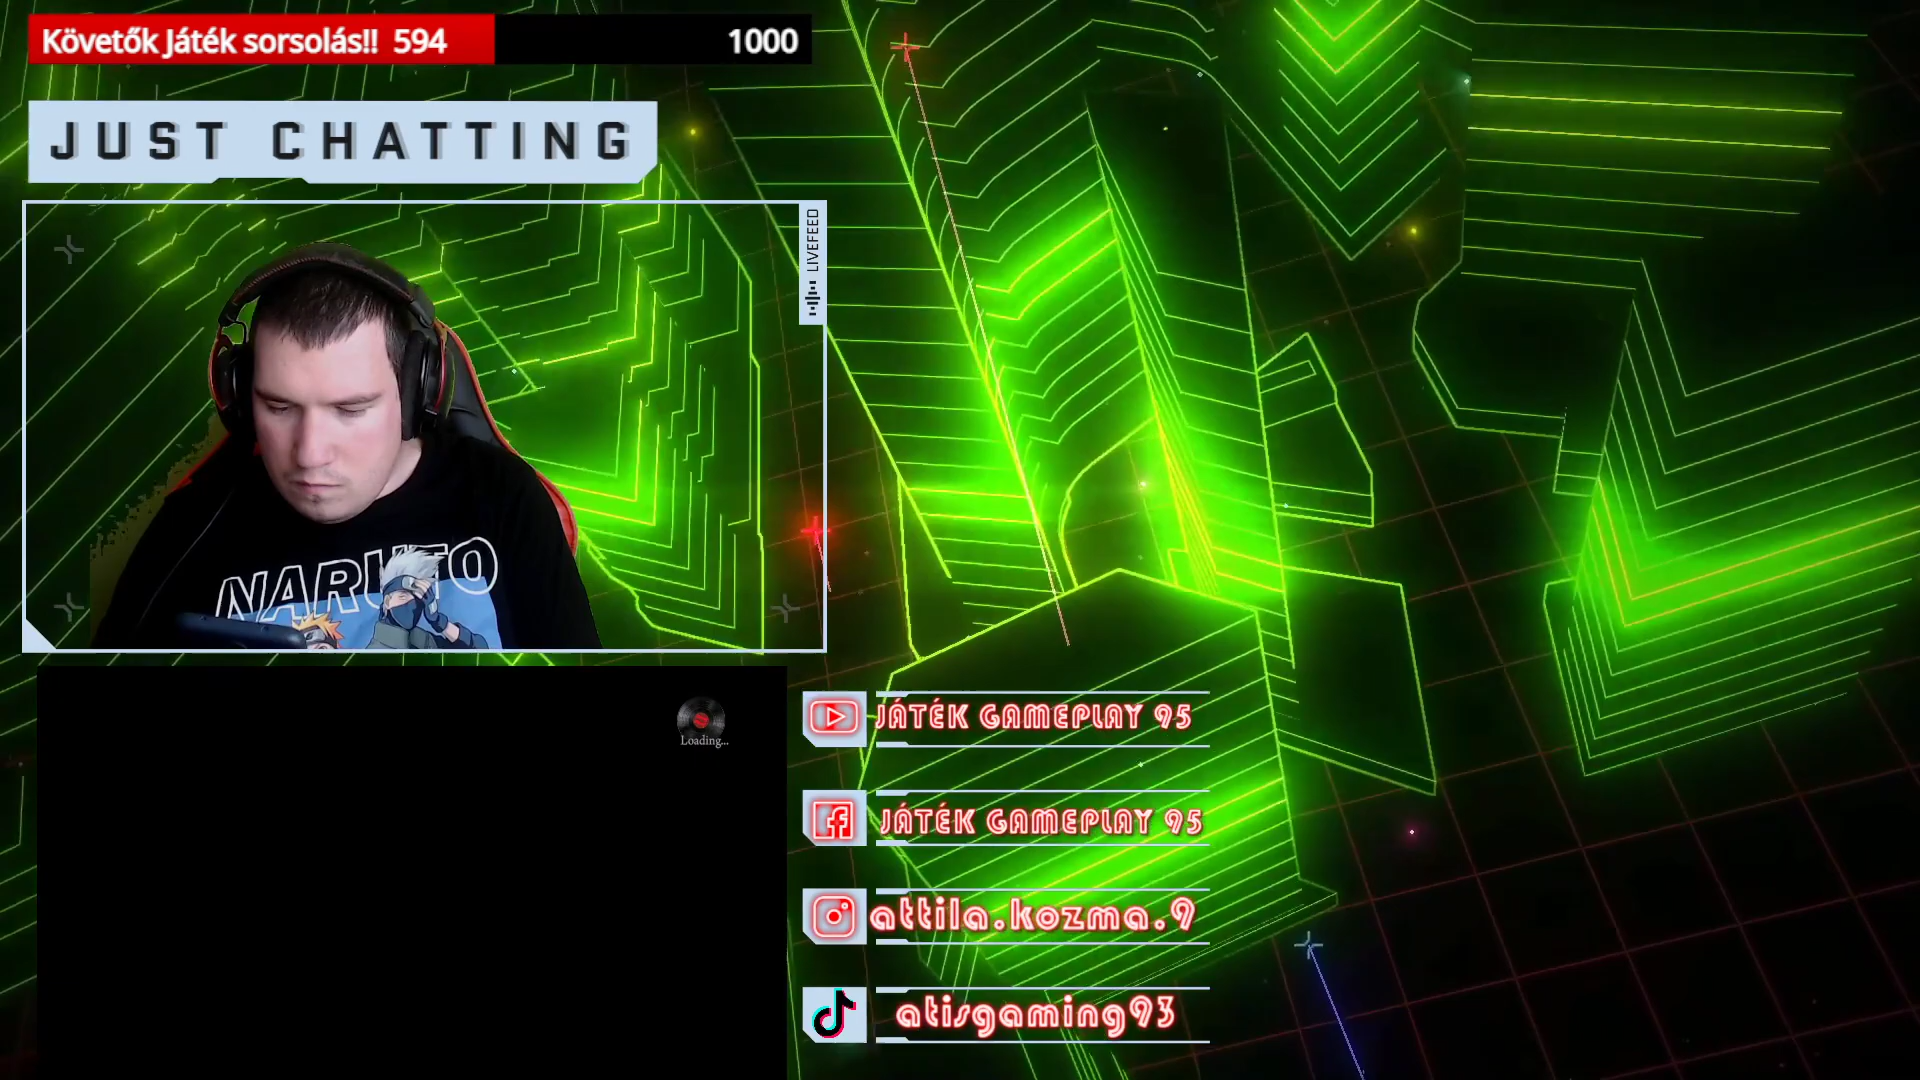 Követők Játék sorsolás!! 594 1000
JUST CHATTING
LIVEFEED
NARUTO
Loading...
JÁTÉK GAMEPLAY 95
JÁTÉK GAMEPLAY 95
attila.kozma.9
atisgaming93